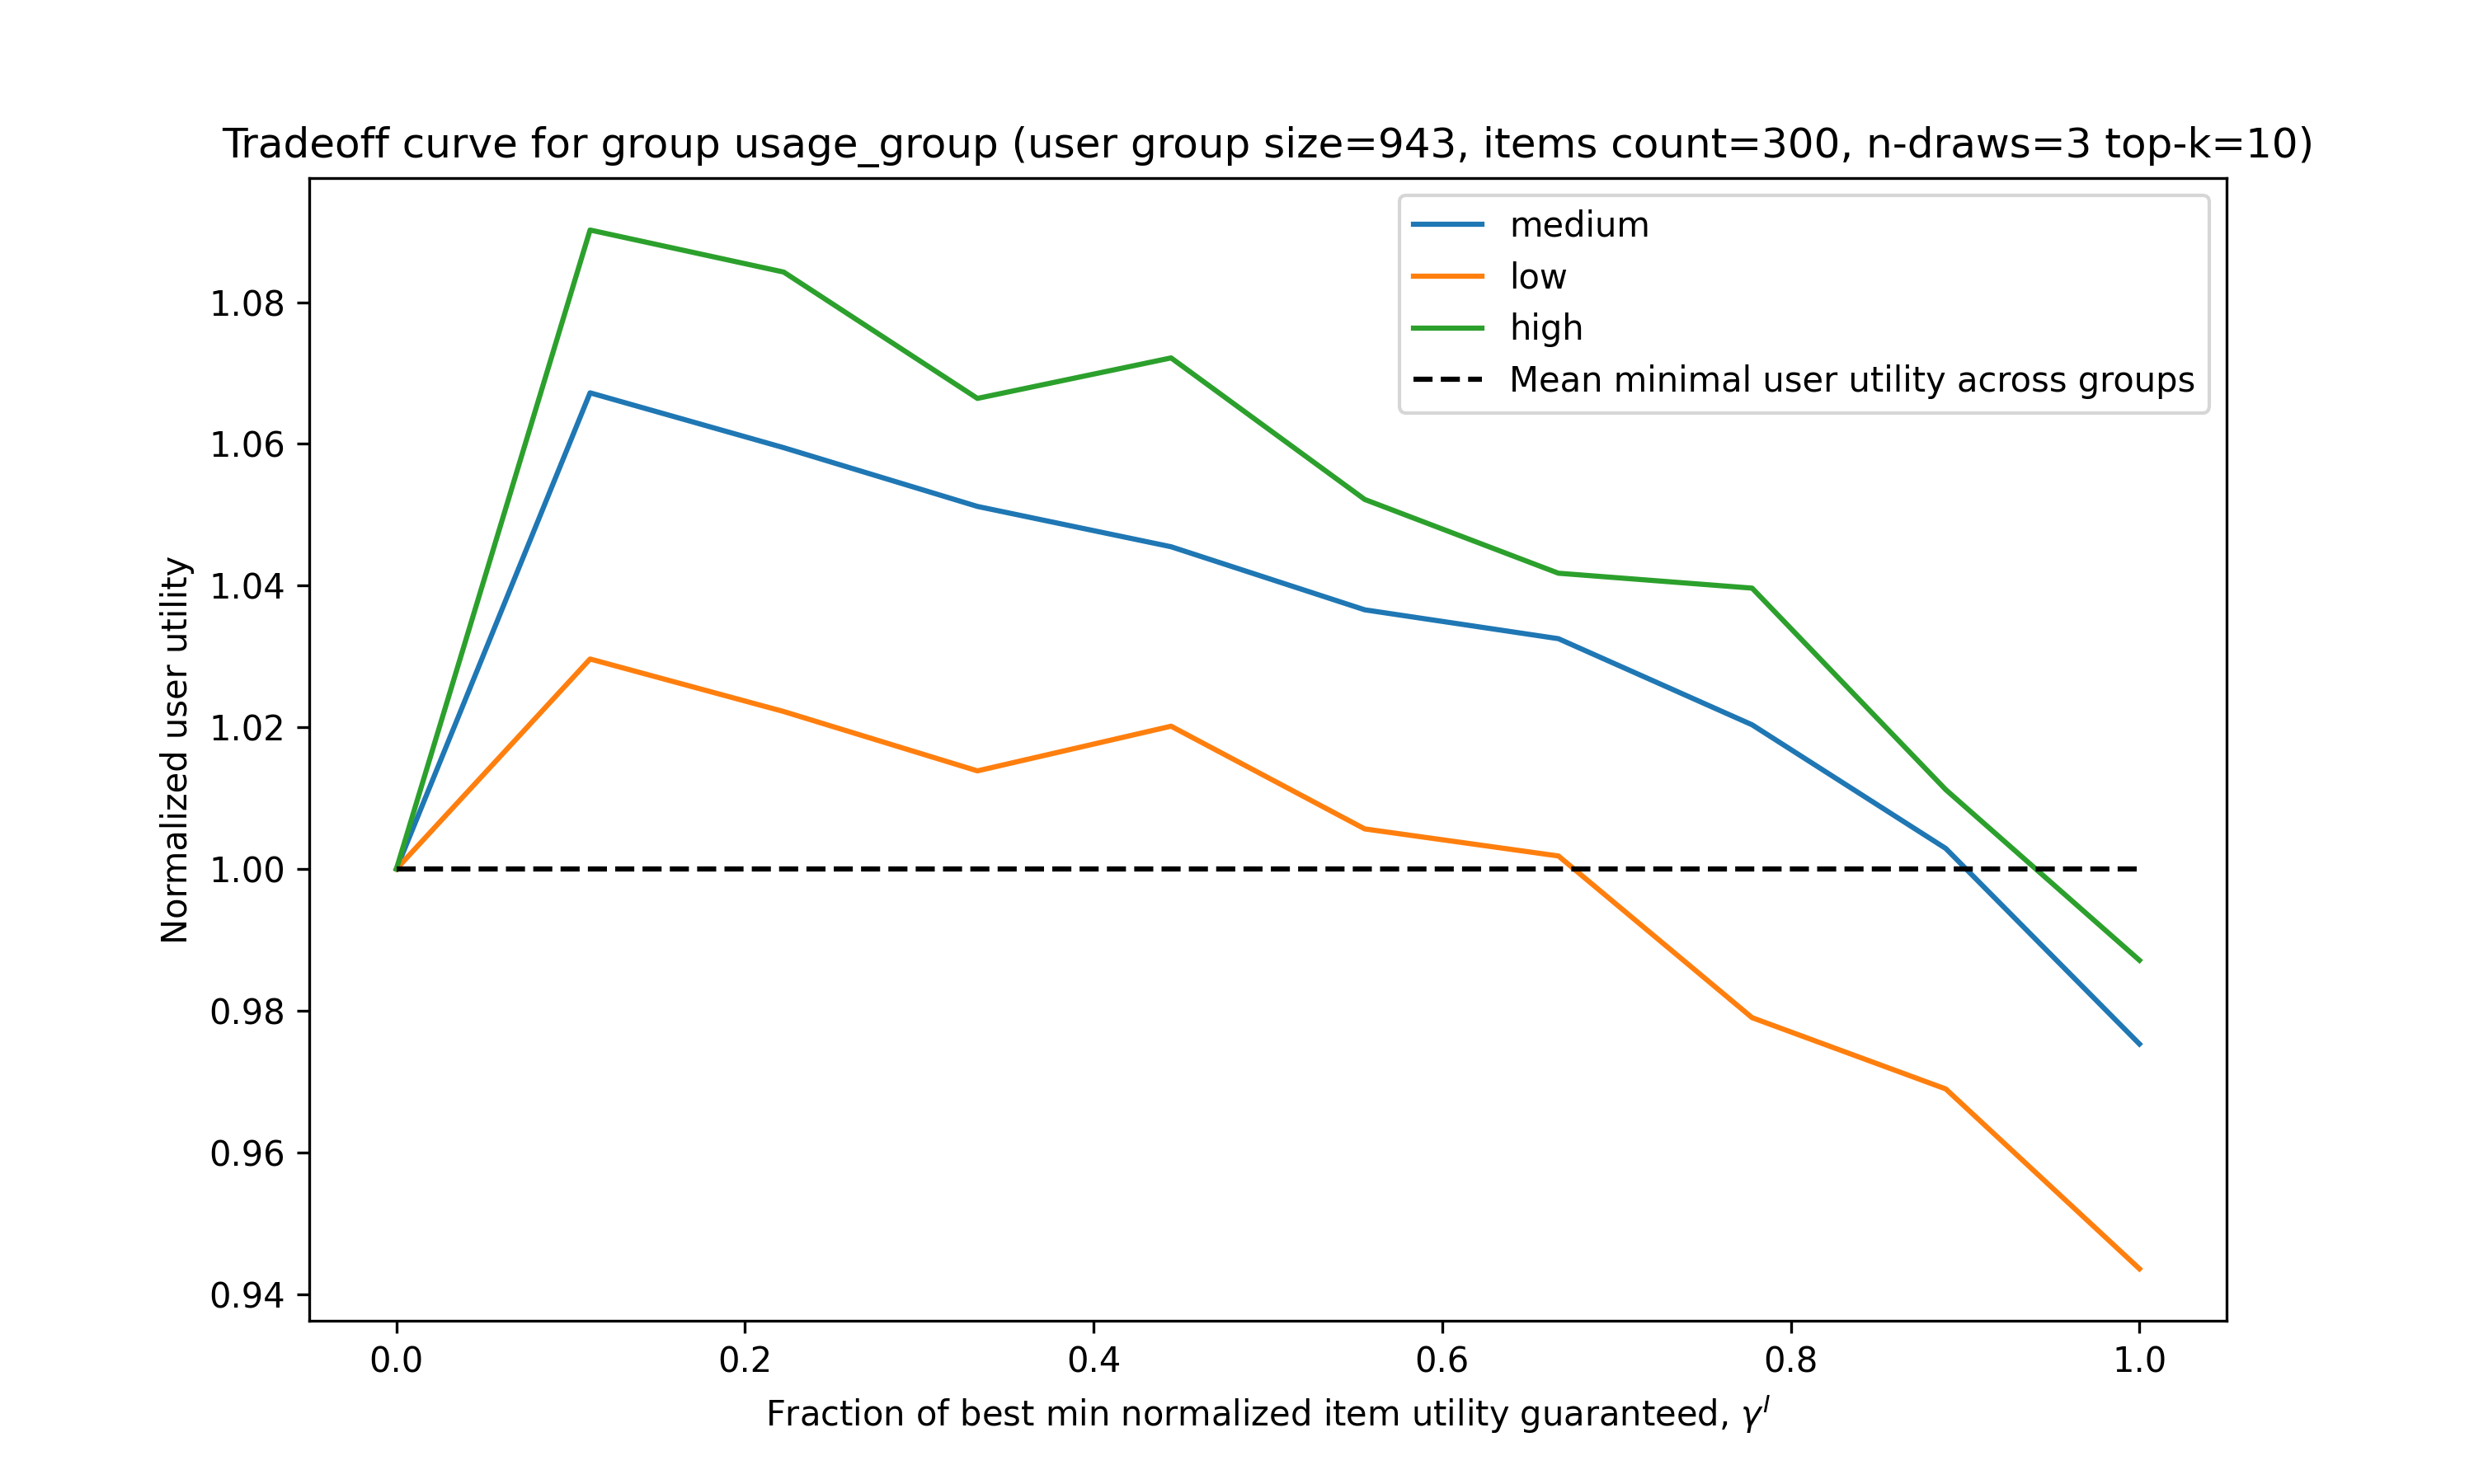 Tradeoff curve for group usage_group (user group size=943, items count=300, n-draws=3 top-k=10)
medium
low
high
Mean minimal user utility across groups
Normalized user utility
1.08
1.06
1.04
1.02
1.00
0.98
0.96
0.94
0.0 0.2 0.4 0.6 0.8 1.0
Fraction of best min normalized item utility guaranteed, γᴵ